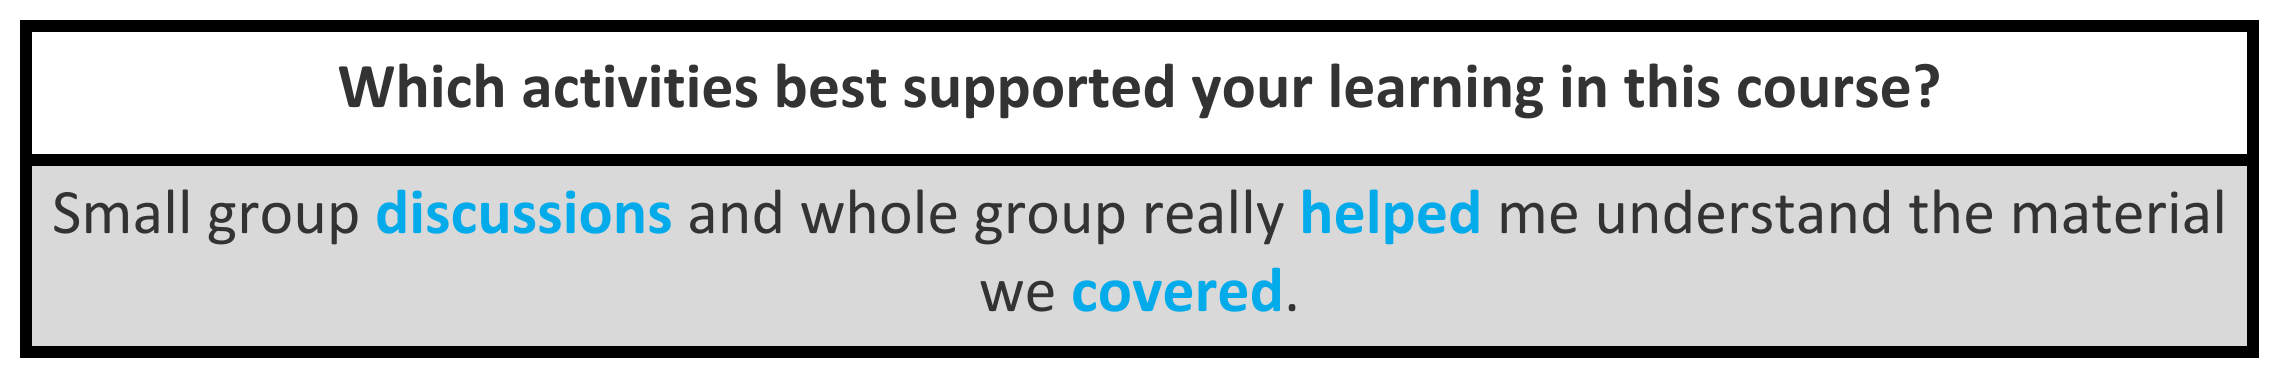 Which activities best supported your learning in this course?
Small group discussions and whole group really helped me understand the material
we covered.